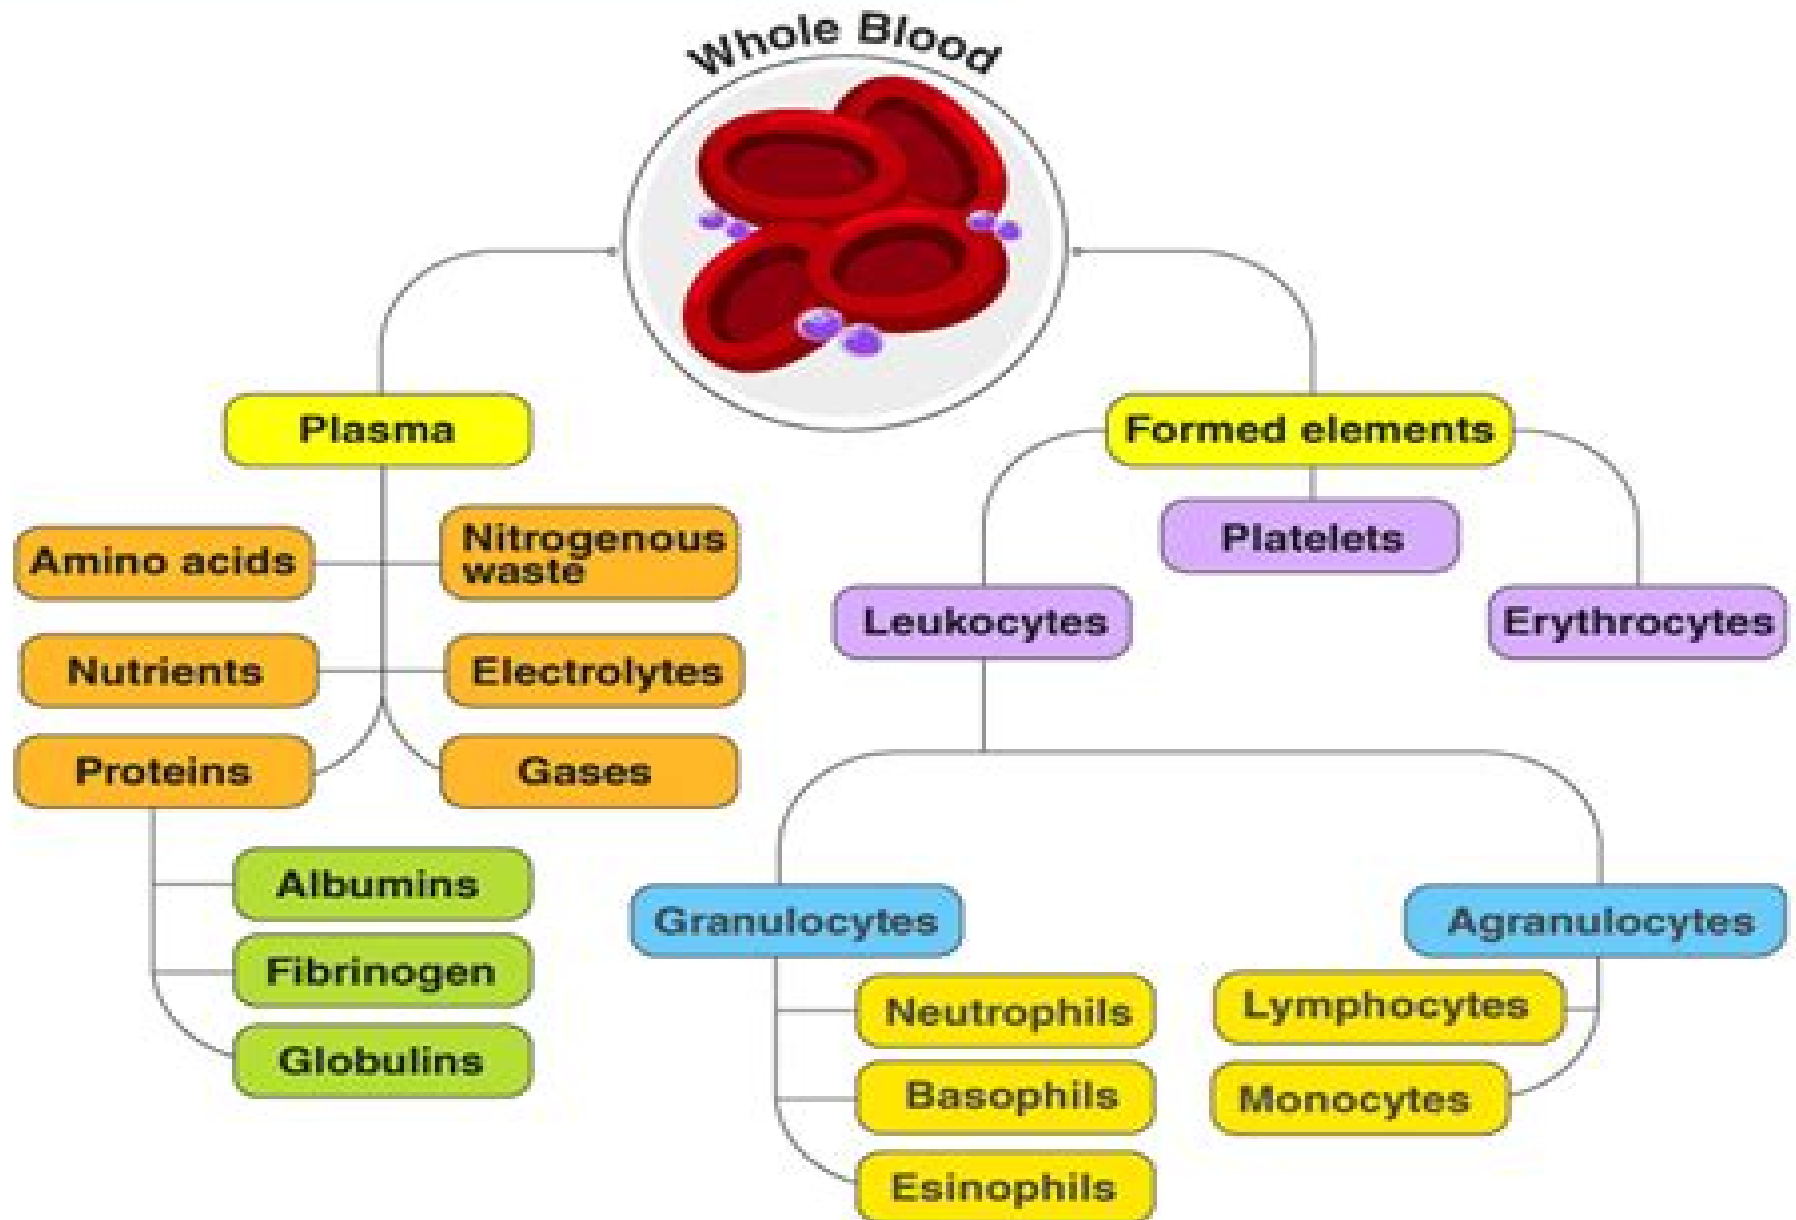 Whole Blood
Plasma
Formed elements
Amino acids
Nitrogenous
waste
Platelets
Leukocytes
Erythrocytes
Nutrients
Electrolytes
Proteins
Gases
Albumins
Fibrinogen
Globulins
Granulocytes
Agranulocytes
Neutrophils
Basophils
Esinophils
Lymphocytes
Monocytes